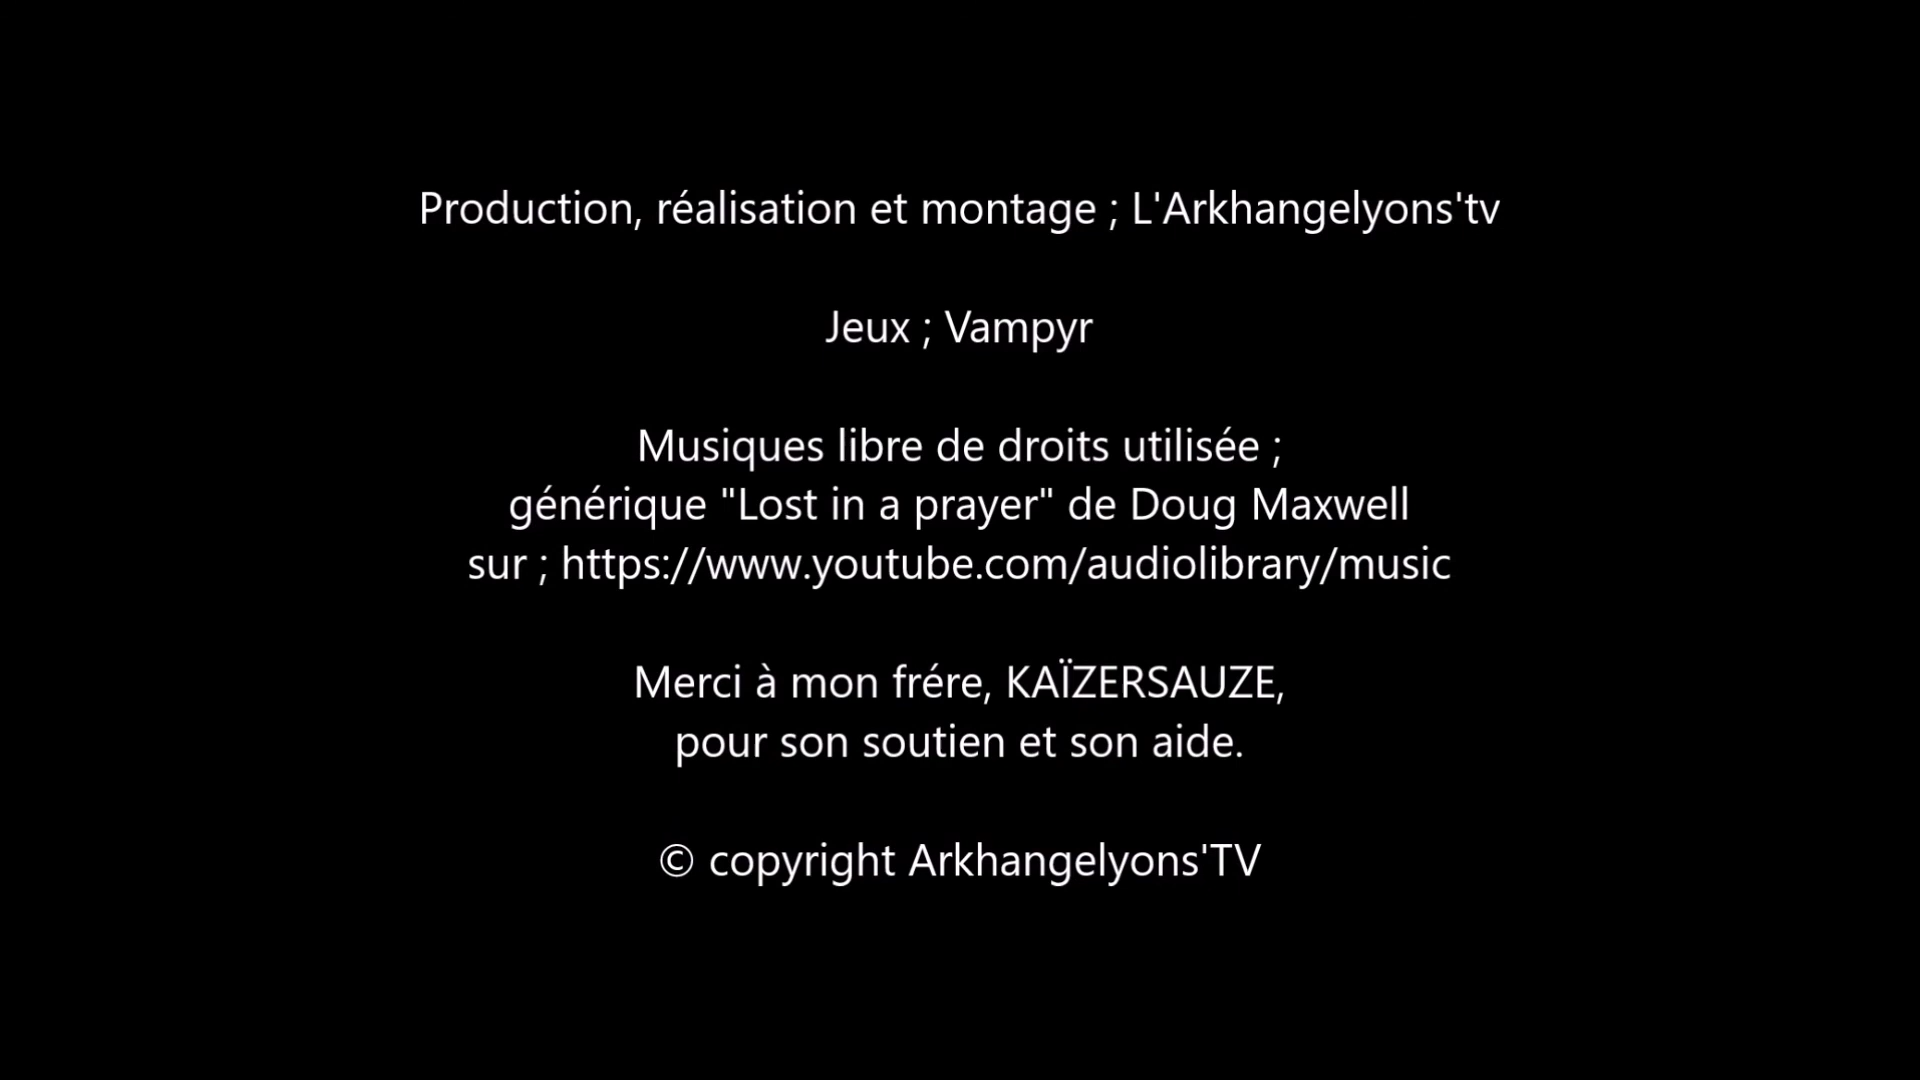 Production, réalisation et montage ; L'Arkhangelyons'tv
Jeux ; Vampyr
Musiques libre de droits utilisée ;
générique "Lost in a prayer" de Doug Maxwell
sur ; https://www.youtube.com/audiolibrary/music
Merci à mon frére, KAÏZERSAUZE,
pour son soutien et son aide.
© copyright Arkhangelyons'TV